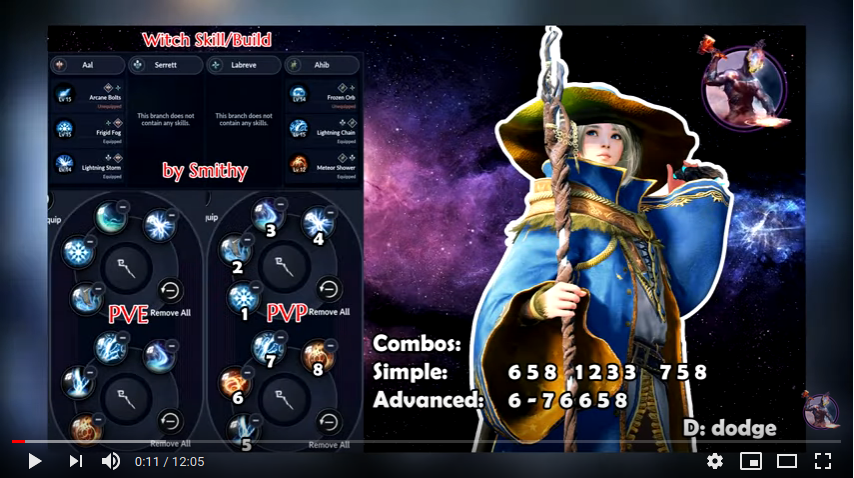 Witch Skill/Build
Aal
Serrett
Labreve
Ahib
LV 15
Arcane Bolts
Unequipped
This branch does not
contain any skills.
This branch does not
contain any skills.
LV 14
Frozen Orb
Unequipped
LV 15
Frigid Fog
Equipped
LV 15
Lightning Chain
Equipped
LV 14
Lightning Storm
Equipped
by Smithy
LV 12
Meteor Shower
Equipped
quip
uip
3
4
2
1
PVE
Remove All
PVP
Remove All
7
8
6
5
Remove All
Remove All
Combos:
Simple: 6 5 8 1 2 3 3 7 5 8
Advanced: 6 - 7 6 6 5 8
D: dodge
0:11 / 12:05